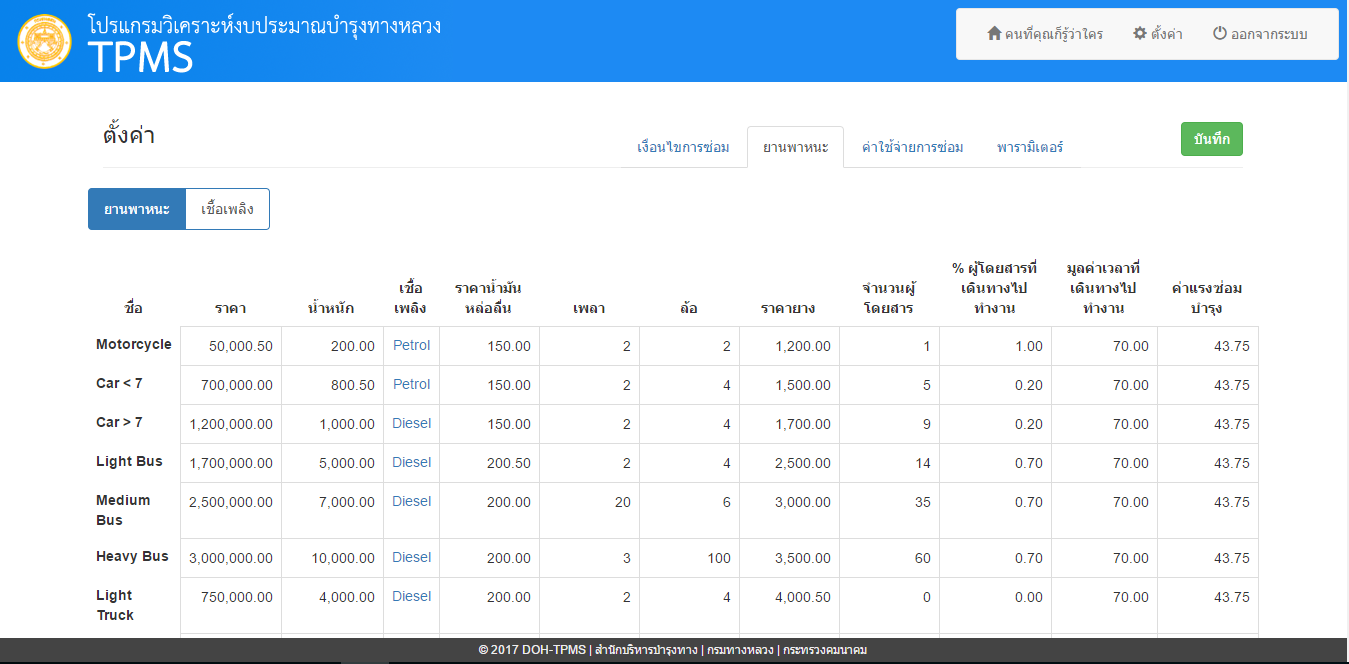 โปรแกรมวิเคราะห์งบประมาณบำรุงทางหลวง
TPMS
คนที่คุณก็รู้ว่าใคร ตั้งค่า ออกจากระบบ
ตั้งค่า
เงื่อนไขการซ่อม ยานพาหนะ ค่าใช้จ่ายการซ่อม พารามิเตอร์
บันทึก
ยานพาหนะ เชื้อเพลิง
ชื่อ ราคา น้ำหนัก เชื้อเพลิง ราคาน้ำมันหล่อลื่น เพลา ล้อ ราคายาง จำนวนผู้โดยสาร % ผู้โดยสารที่เดินทางไปทำงาน มูลค่าเวลาที่เดินทางไปทำงาน ค่าแรงซ่อมบำรุง
Motorcycle 50,000.50 200.00 Petrol 150.00 2 2 1,200.00 1 1.00 70.00 43.75
Car < 7 700,000.00 800.50 Petrol 150.00 2 4 1,500.00 5 0.20 70.00 43.75
Car > 7 1,200,000.00 1,000.00 Diesel 150.00 2 4 1,700.00 9 0.20 70.00 43.75
Light Bus 1,700,000.00 5,000.00 Diesel 200.50 2 4 2,500.00 14 0.70 70.00 43.75
Medium Bus 2,500,000.00 7,000.00 Diesel 200.00 20 6 3,000.00 35 0.70 70.00 43.75
Heavy Bus 3,000,000.00 10,000.00 Diesel 200.00 3 100 3,500.00 60 0.70 70.00 43.75
Light Truck 750,000.00 4,000.00 Diesel 200.00 2 4 4,000.50 0 0.00 70.00 43.75
© 2017 DOH-TPMS | สำนักบริหารบำรุงทาง | กรมทางหลวง | กระทรวงคมนาคม